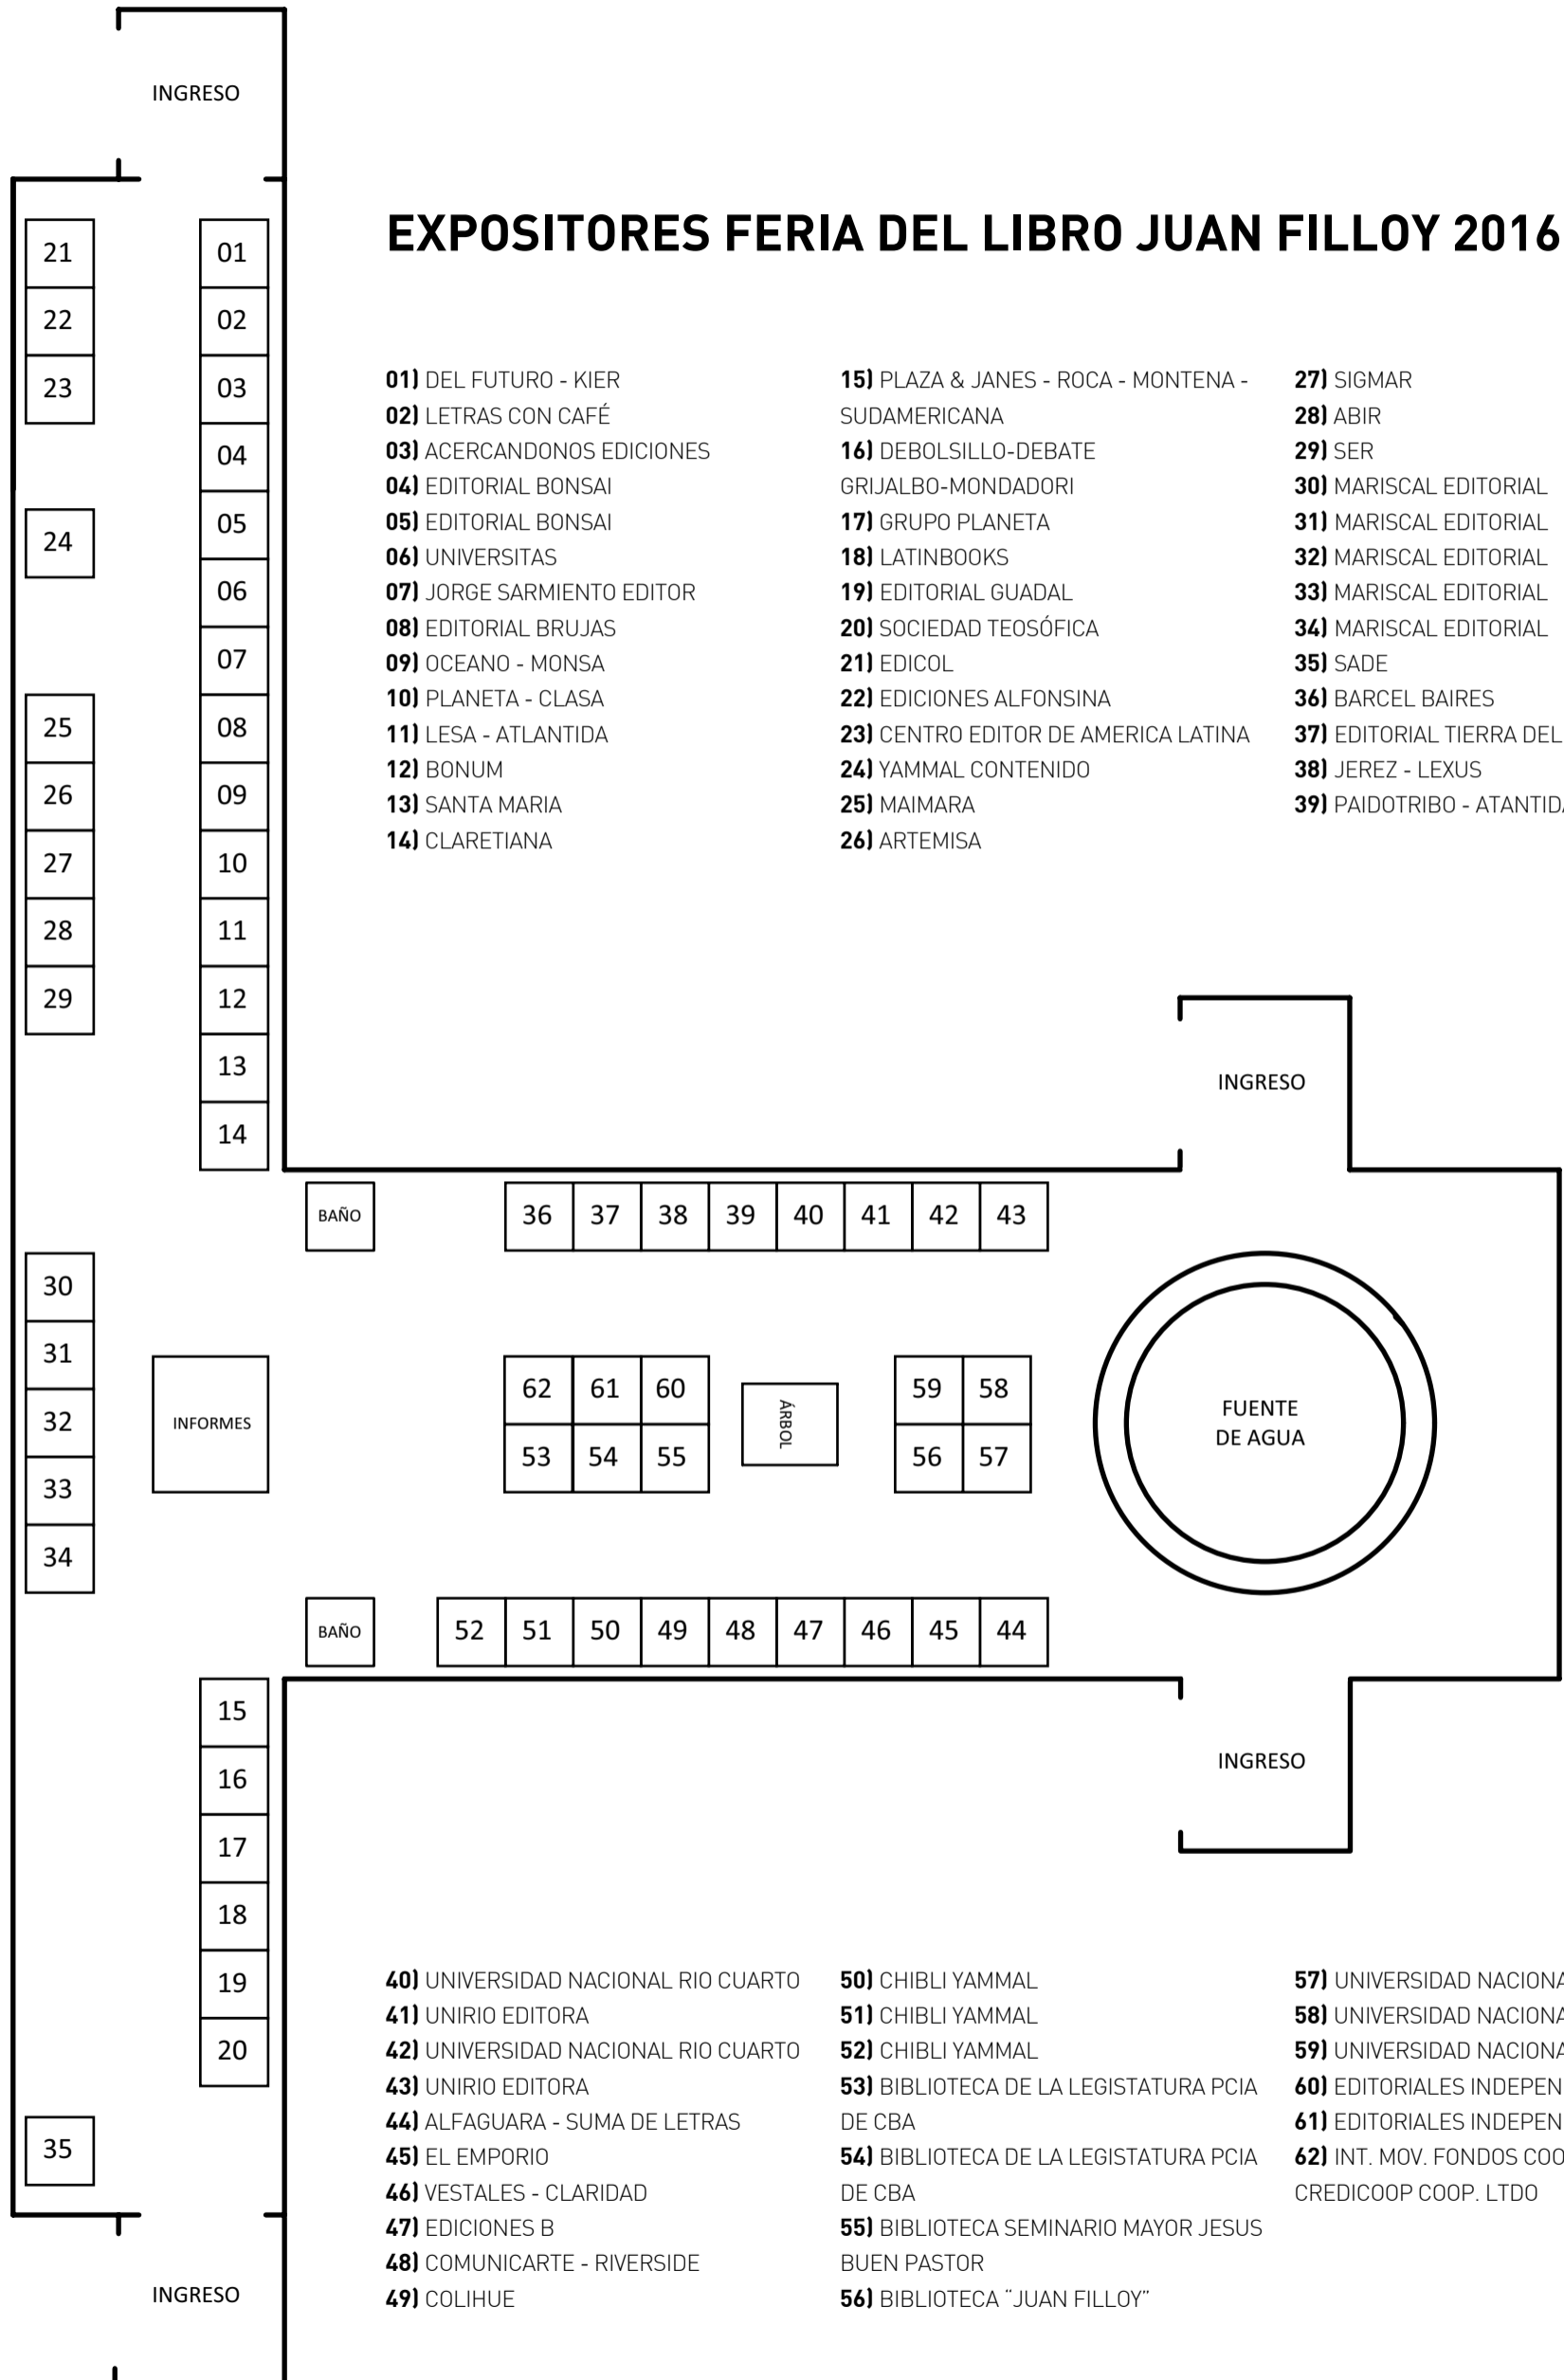 INGRESO
EXPOSITORES FERIA DEL LIBRO JUAN FILLOY 2016
01) DEL FUTURO - KIER
02) LETRAS CON CAFÉ
03) ACERCANDONOS EDICIONES
04) EDITORIAL BONSAI
05) EDITORIAL BONSAI
06) UNIVERSITAS
07) JORGE SARMIENTO EDITOR
08) EDITORIAL BRUJAS
09) OCEANO - MONSA
10) PLANETA - CLASA
11) LESA - ATLANTIDA
12) BONUM
13) SANTA MARIA
14) CLARETIANA
15) PLAZA & JANES - ROCA - MONTENA -
SUDAMERICANA
16) DEBOLSILLO-DEBATE
GRIJALBO-MONDADORI
17) GRUPO PLANETA
18) LATINBOOKS
19) EDITORIAL GUADAL
20) SOCIEDAD TEOSÓFICA
21) EDICOL
22) EDICIONES ALFONSINA
23) CENTRO EDITOR DE AMERICA LATINA
24) YAMMAL CONTENIDO
25) MAIMARA
26) ARTEMISA
27) SIGMAR
28) ABIR
29) SER
30) MARISCAL EDITORIAL
31) MARISCAL EDITORIAL
32) MARISCAL EDITORIAL
33) MARISCAL EDITORIAL
34) MARISCAL EDITORIAL
35) SADE
36) BARCEL BAIRES
37) EDITORIAL TIERRA DEL
38) JEREZ - LEXUS
39) PAIDOTRIBO - ATANTID
21
22
23
24
25
26
27
28
29
01
02
03
04
05
06
07
08
09
10
11
12
13
14
INGRESO
BAÑO
36 37 38 39 40 41 42 43
30
31
32
33
34
INFORMES
62 61 60
53 54 55
ÁRBOL
59 58
56 57
FUENTE
DE AGUA
BAÑO
52 51 50 49 48 47 46 45 44
INGRESO
15
16
17
18
19
20
35
INGRESO
40) UNIVERSIDAD NACIONAL RIO CUARTO
41) UNIRIO EDITORA
42) UNIVERSIDAD NACIONAL RIO CUARTO
43) UNIRIO EDITORA
44) ALFAGUARA - SUMA DE LETRAS
45) EL EMPORIO
46) VESTALES - CLARIDAD
47) EDICIONES B
48) COMUNICARTE - RIVERSIDE
49) COLIHUE
50) CHIBLI YAMMAL
51) CHIBLI YAMMAL
52) CHIBLI YAMMAL
53) BIBLIOTECA DE LA LEGISTATURA PCIA
DE CBA
54) BIBLIOTECA DE LA LEGISTATURA PCIA
DE CBA
55) BIBLIOTECA SEMINARIO MAYOR JESUS
BUEN PASTOR
56) BIBLIOTECA ¨JUAN FILLOY”
57) UNIVERSIDAD NACIONA
58) UNIVERSIDAD NACIONA
59) UNIVERSIDAD NACIONA
60) EDITORIALES INDEPEN
61) EDITORIALES INDEPEN
62) INT. MOV. FONDOS COO
CREDICOOP COOP. LTDO